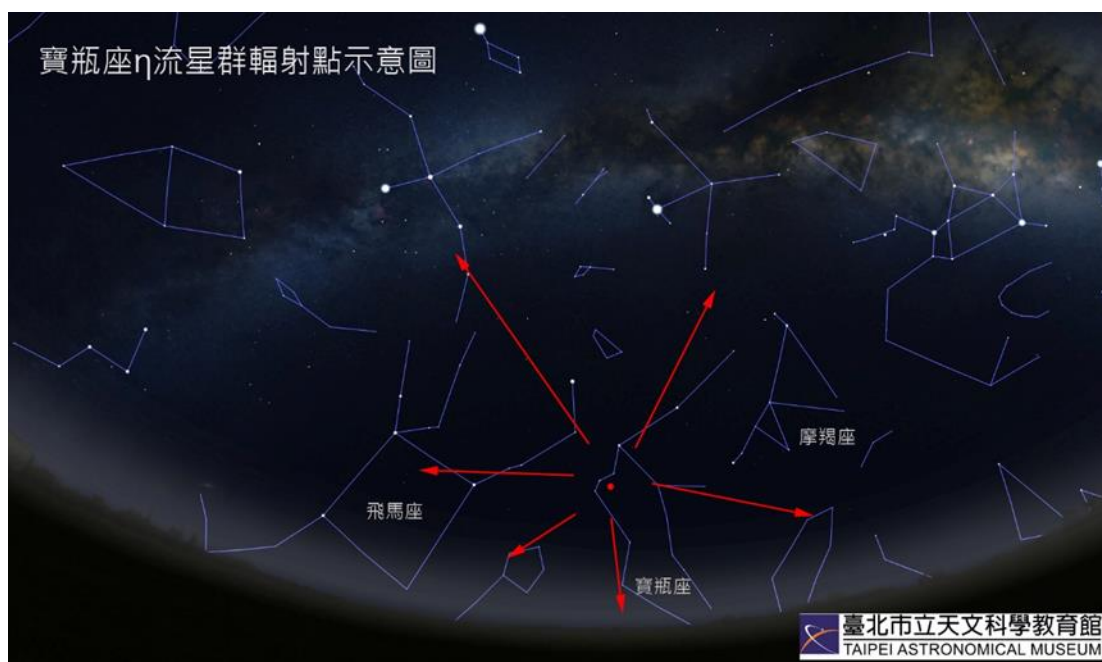 寶瓶座η流星群輻射點示意圖
摩羯座
飛馬座
寶瓶座
臺北市立天文科學教育館
TAIPEI ASTRONOMICAL MUSEUM